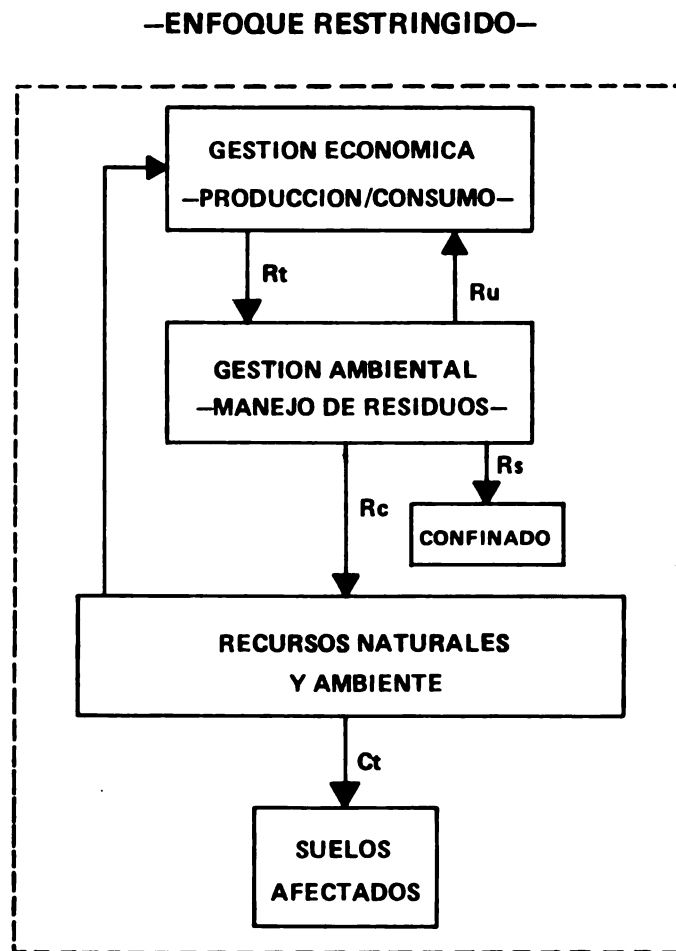 —ENFOQUE RESTRINGIDO—
GESTION ECONOMICA
—PRODUCCION/CONSUMO—
Rt
Ru
GESTION AMBIENTAL
—MANEJO DE RESIDUOS—
Rs
Rc
CONFINADO
RECURSOS NATURALES
Y AMBIENTE
Ct
SUELOS
AFECTADOS